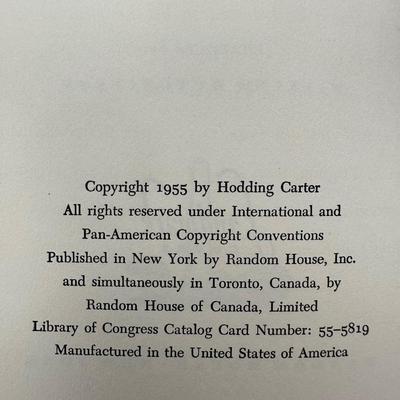 Copyright 1955 by Hodding Carter
All rights reserved under International and
Pan-American Copyright Conventions
Published in New York by Random House, Inc.
and simultaneously in Toronto, Canada, by
Random House of Canada, Limited
Library of Congress Catalog Card Number: 55-5819
Manufactured in the United States of America